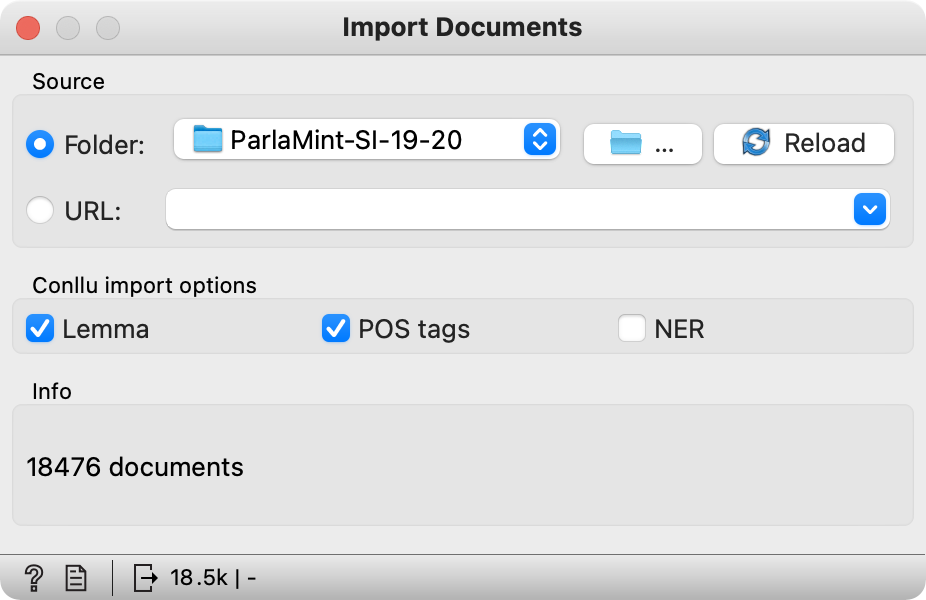 Import Documents
Source
Folder: ParlaMint-SI-19-20 ... Reload
URL:
Conllu import options
Lemma POS tags NER
Info
18476 documents
? 18.5k | -